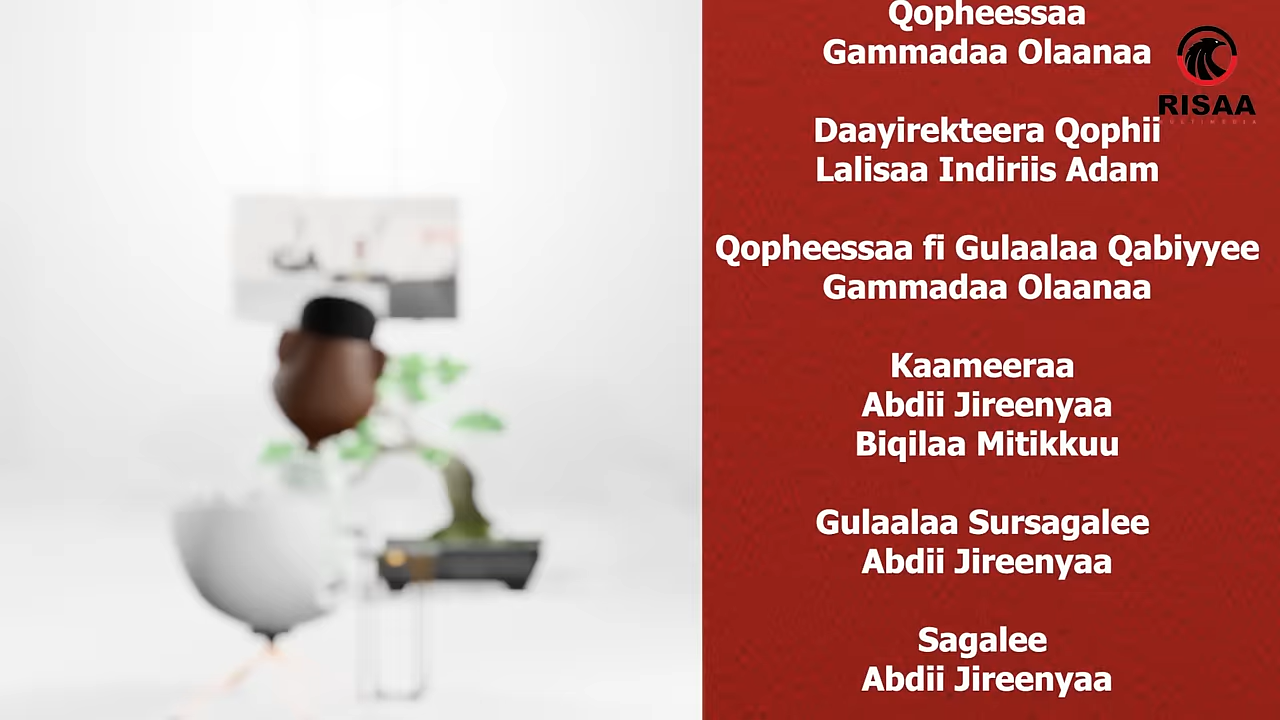 Qopheessaa
Gammadaa Olaanaa
RISAA
MULTIMEDIA
Daayirekteera Qophii
Lalisaa Indiriis Adam
Qopheessaa fi Gulaalaa Qabiyyee
Gammadaa Olaanaa
Kaameeraa
Abdii Jireenyaa
Biqilaa Mitikkuu
Gulaalaa Sursagalee
Abdii Jireenyaa
Sagalee
Abdii Jireenyaa